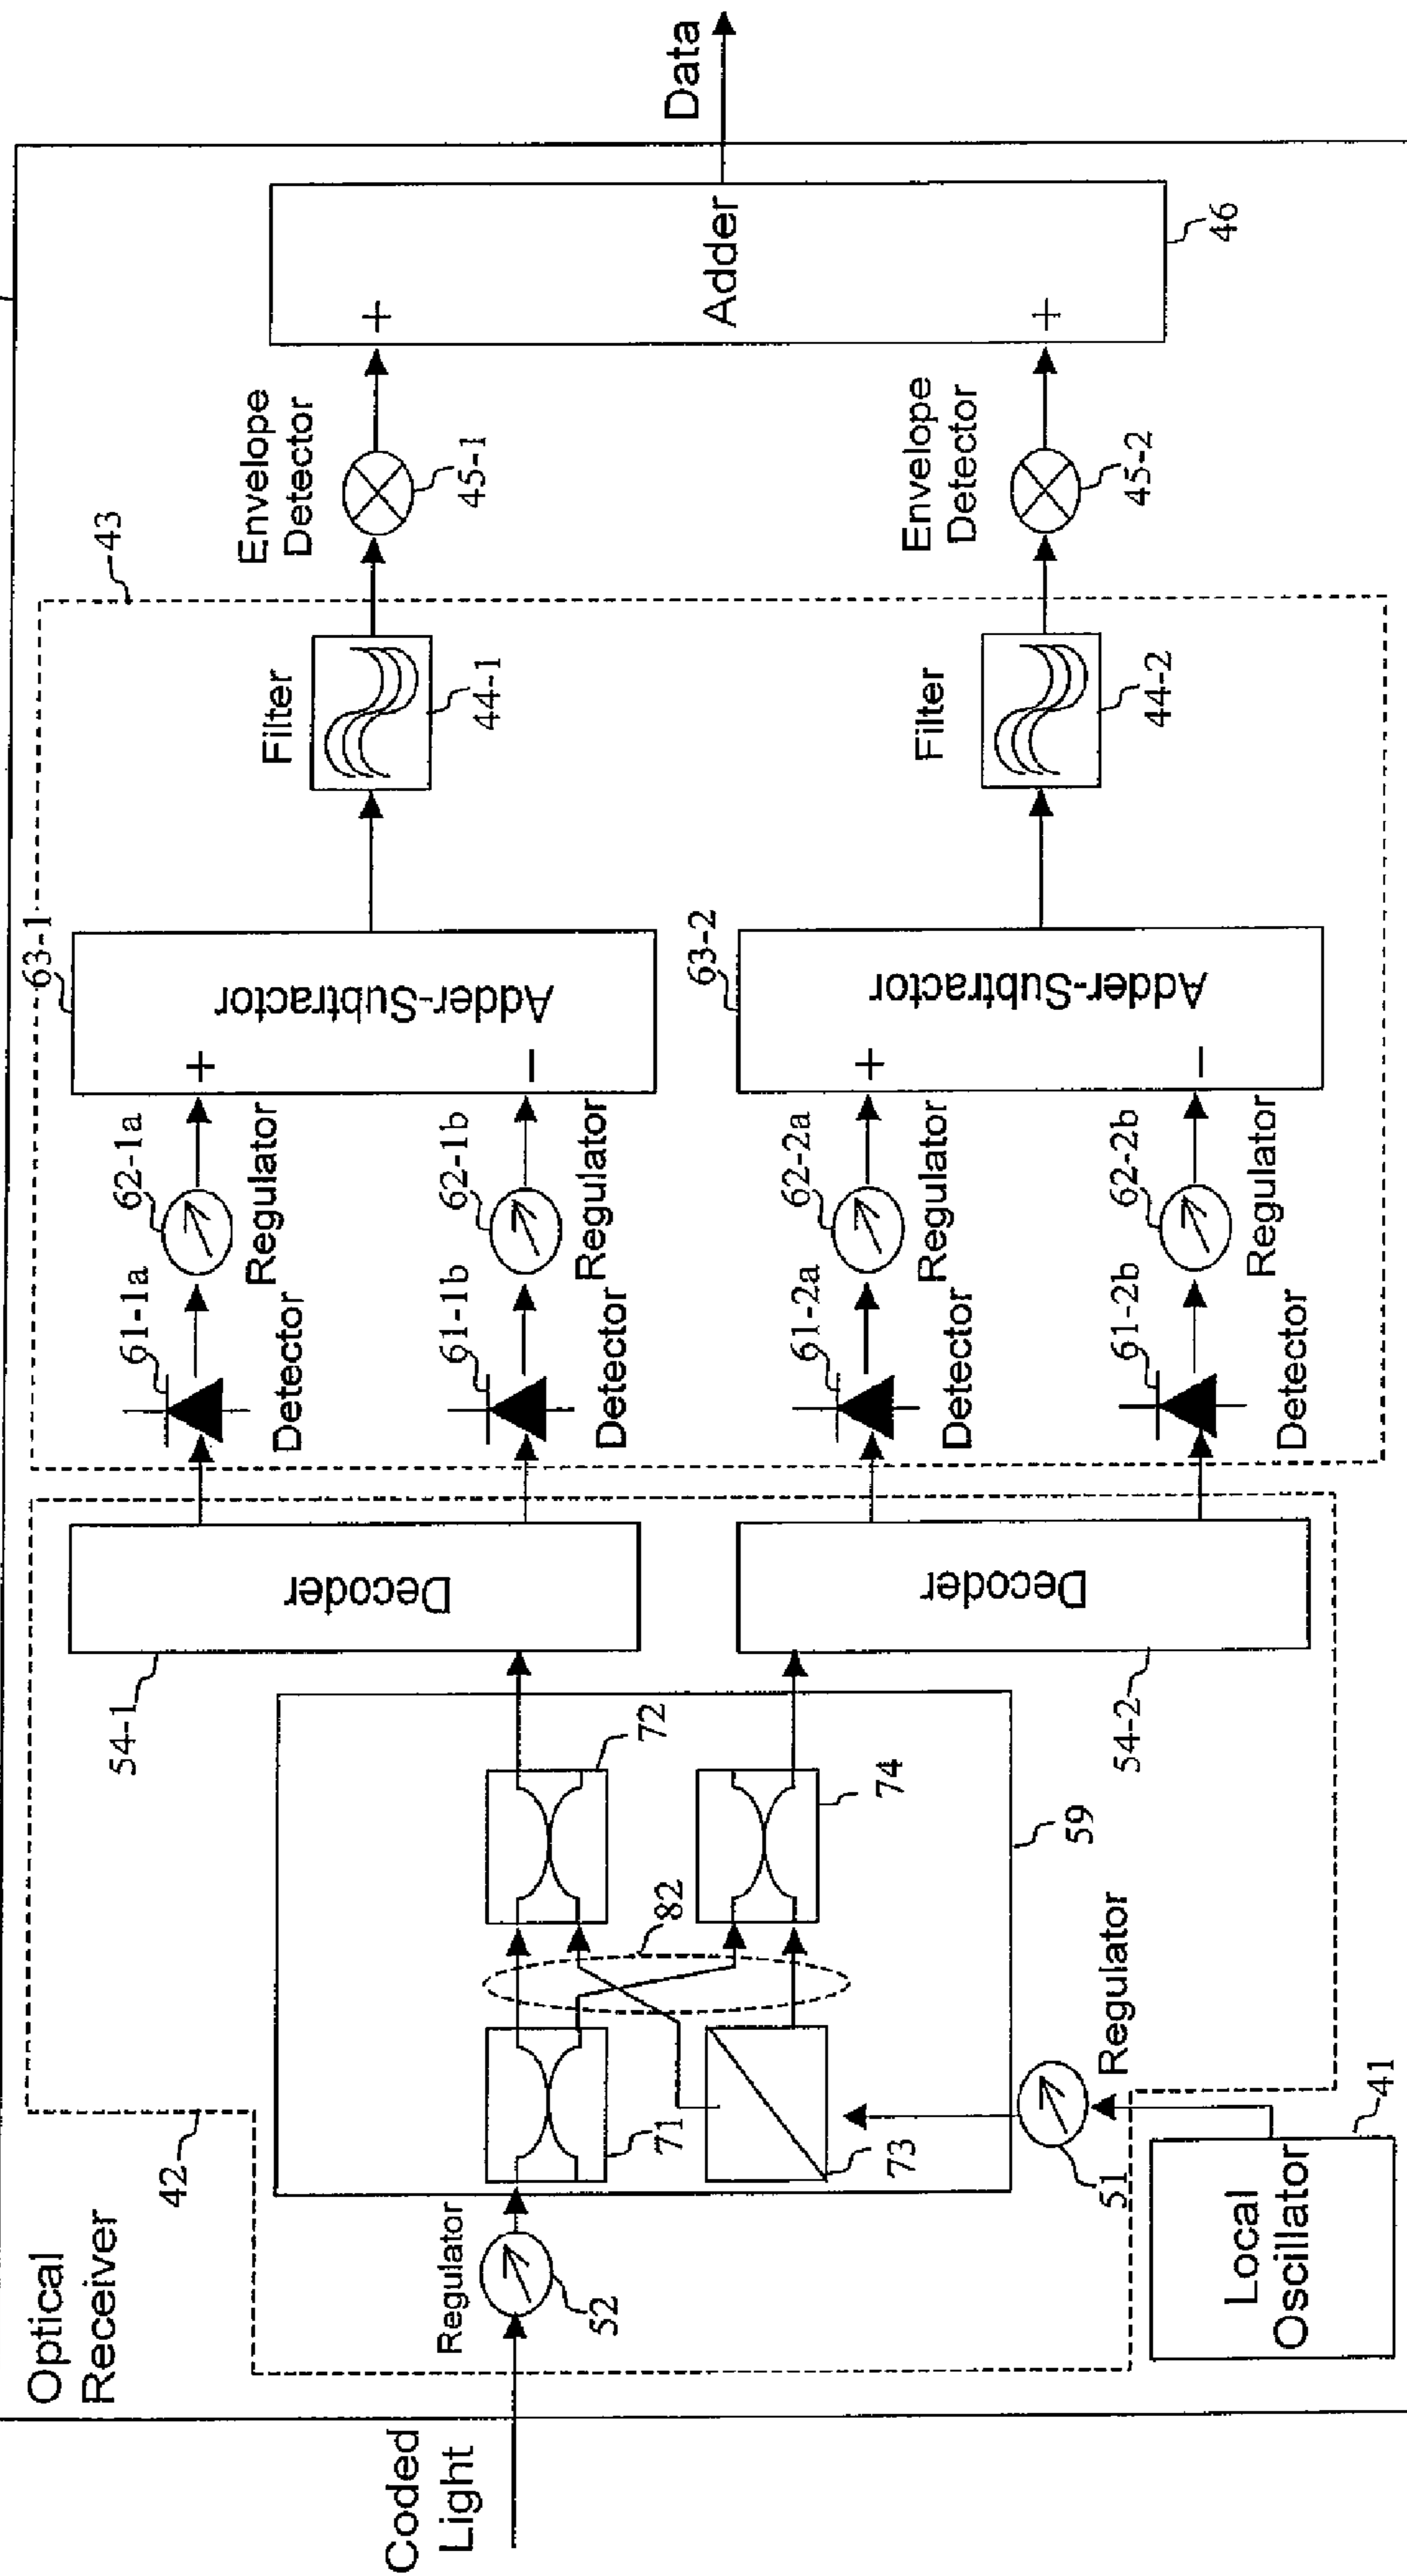 Optical
Receiver
Coded
Light
Regulator
52
42
71
72
73
74
82
59
51
Regulator
Local
Oscillator
41
54-1
Decoder
54-2
Decoder
43
61-1a
Detector
62-1a
Regulator
61-1b
Detector
62-1b
Regulator
61-2a
Detector
62-2a
Regulator
61-2b
Detector
62-2b
Regulator
63-1
+
Adder-Subtractor
−
63-2
+
Adder-Subtractor
−
Filter
44-1
Filter
44-2
Envelope
Detector
45-1
Envelope
Detector
45-2
+
Adder
+
46
Data